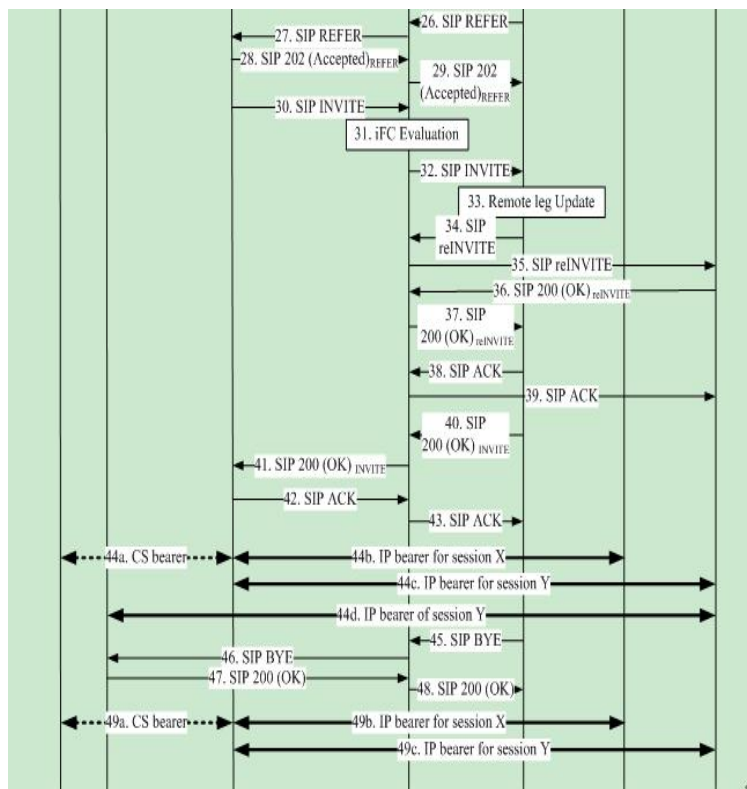 26. SIP REFER
27. SIP REFER
28. SIP 202 (Accepted)REFER
29. SIP 202
(Accepted)REFER
30. SIP INVITE
31. iFC Evaluation
32. SIP INVITE
33. Remote leg Update
34. SIP
reINVITE
35. SIP reINVITE
36. SIP 200 (OK) reINVITE
37. SIP
200 (OK) reINVITE
38. SIP ACK
39. SIP ACK
40. SIP
200 (OK) INVITE
41. SIP 200 (OK) INVITE
42. SIP ACK
43. SIP ACK
44a. CS bearer
44b. IP bearer for session X
44c. IP bearer for session Y
44d. IP bearer of session Y
45. SIP BYE
46. SIP BYE
47. SIP 200 (OK)
48. SIP 200 (OK)
49a. CS bearer
49b. IP bearer for session X
49c. IP bearer for session Y